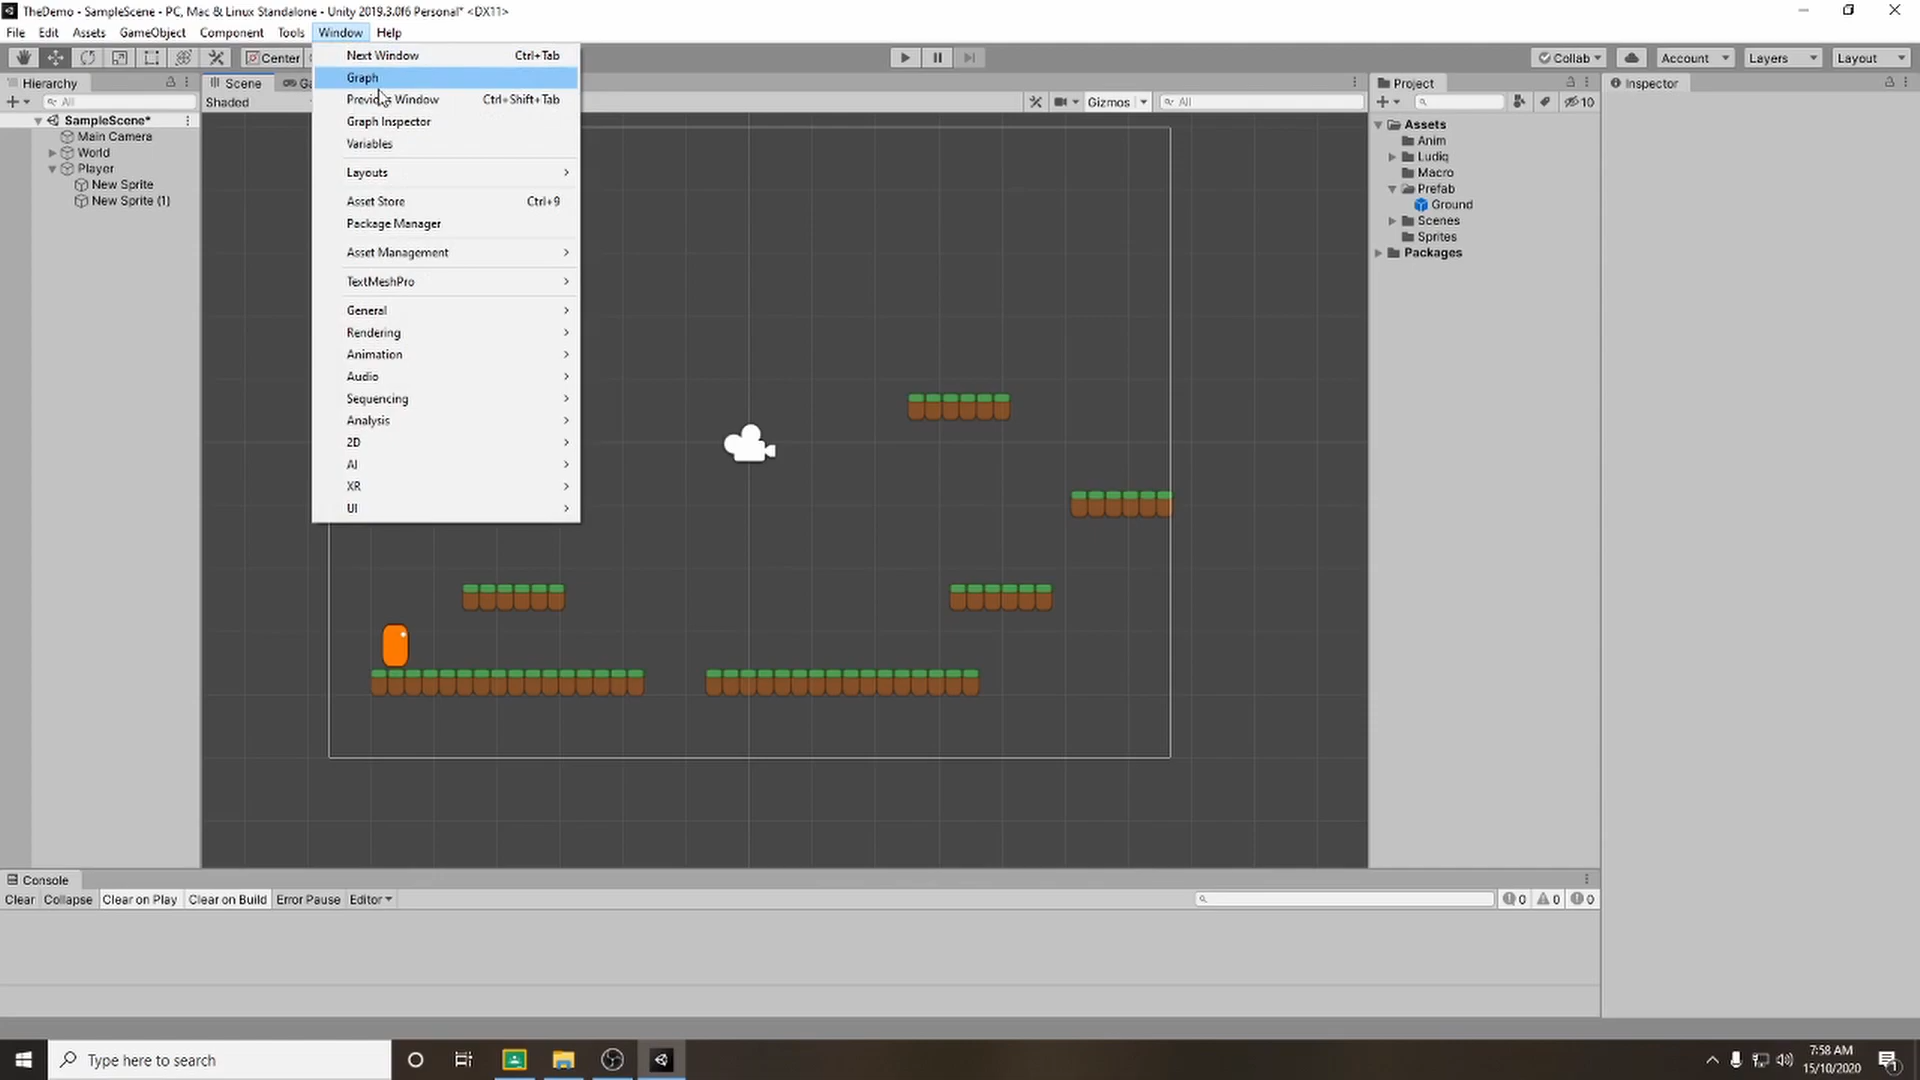 TheDemo - SampleScene - PC, Mac & Linux Standalone - Unity 2019.3.0f6 Personal* <DX11>
File Edit Assets GameObject Component Tools Window Help
Center
Collab Account Layers Layout
Next Window Ctrl+Tab
Graph
Previous Window Ctrl+Shift+Tab
Graph Inspector
Variables
Layouts
Asset Store Ctrl+9
Package Manager
Asset Management
TextMeshPro
General
Rendering
Animation
Audio
Sequencing
Analysis
2D
AI
XR
UI
Hierarchy
All
SampleScene*
Main Camera
World
Player
New Sprite
New Sprite (1)
Scene
Shaded
Gizmos All
Project
10
Assets
Anim
Ludiq
Macro
Prefab
Ground
Scenes
Sprites
Packages
Inspector
Console
Clear Collapse Clear on Play Clear on Build Error Pause Editor
0 0 0
Type here to search
7:58 AM
15/10/2020
1